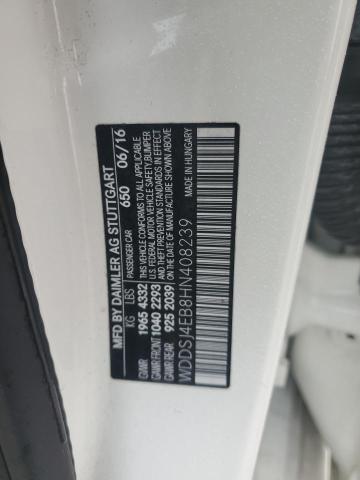 MFD BY DAIMLER AG STUTTGART
PASSENGER CAR 650 06/16
KG LBS
GAWR 1965 4332
GAWR FRONT 1040 2293
GAWR REAR 925 2039
THIS VEHICLE CONFORMS TO ALL APPLICABLE
U.S. FEDERAL MOTOR VEHICLE SAFETY, BUMPER
AND THEFT PREVENTION STANDARDS IN EFFECT
ON THE DATE OF MANUFACTURE SHOWN ABOVE
MADE IN HUNGARY
WDDSJ4EB8HN408239